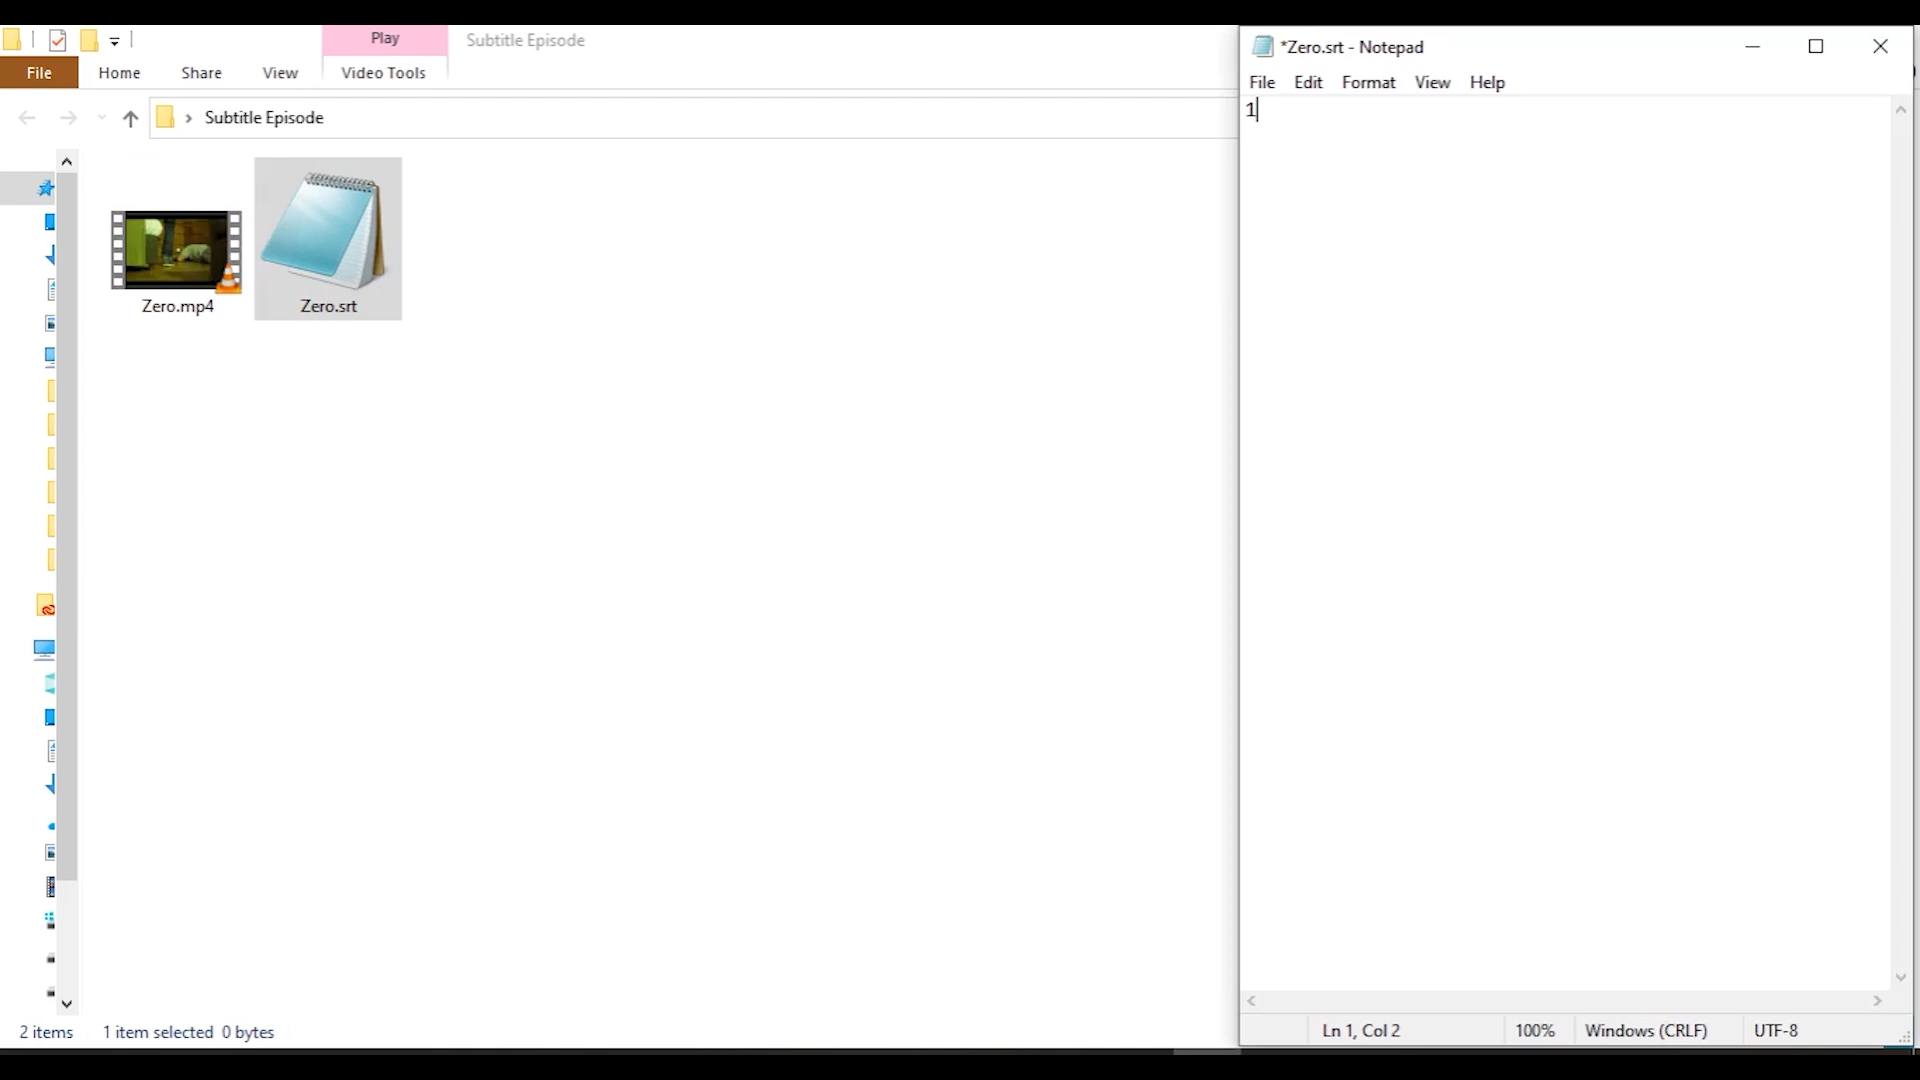 Play
Subtitle Episode
File
Home
Share
View
Video Tools
Subtitle Episode
Zero.mp4
Zero.srt
2 items
1 item selected 0 bytes
*Zero.srt - Notepad
File
Edit
Format
View
Help
1
Ln 1, Col 2
100%
Windows (CRLF)
UTF-8